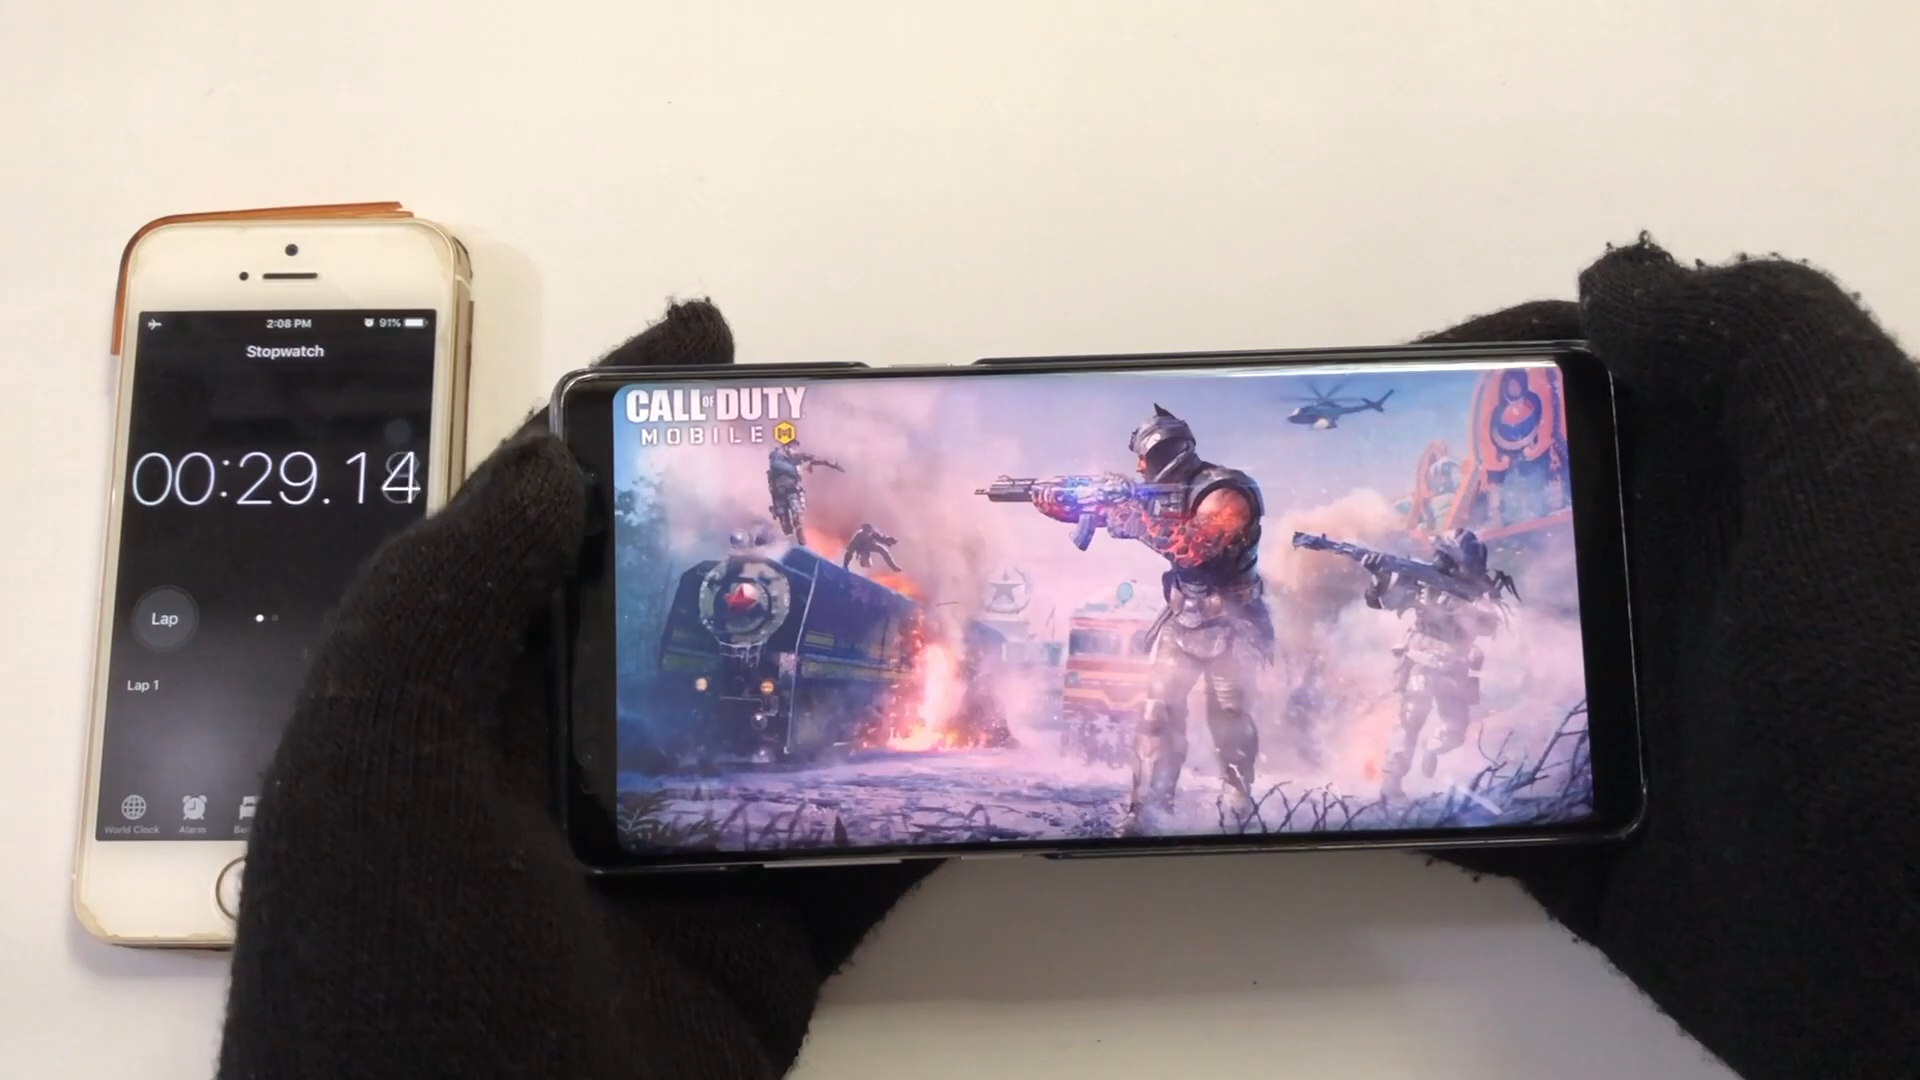 2:08 PM
91%
Stopwatch
00:29.14
Lap
Lap 1
World Clock
Alarm
CALL OF DUTY
MOBILE